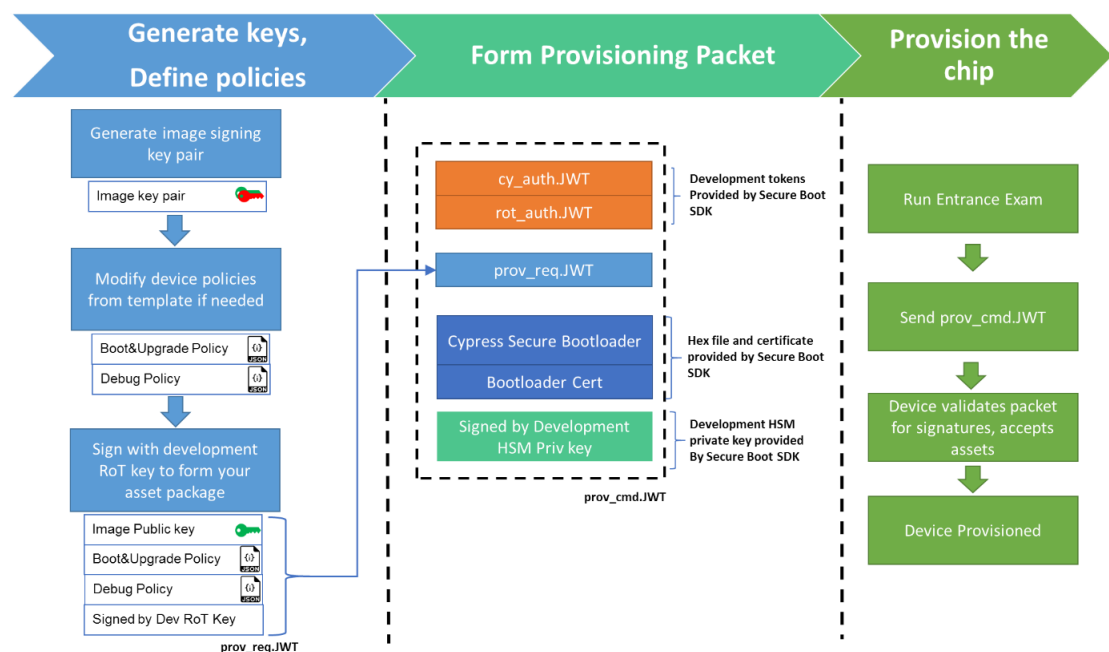 Generate keys,
Define policies
Form Provisioning Packet
Provision the
chip
Generate image signing
key pair
Image key pair
Modify device policies
from template if needed
Boot&Upgrade Policy
{i}
JSON
Debug Policy
{i}
JSON
Sign with development
RoT key to form your
asset package
Image Public key
Boot&Upgrade Policy
{i}
JSON
Debug Policy
{i}
JSON
Signed by Dev RoT Key
prov_req.JWT
cy_auth.JWT
rot_auth.JWT
Development tokens
Provided by Secure Boot
SDK
prov_req.JWT
Cypress Secure Bootloader
Bootloader Cert
Hex file and certificate
provided by Secure Boot
SDK
Signed by Development
HSM Priv key
Development HSM
private key provided
By Secure Boot SDK
prov_cmd.JWT
Run Entrance Exam
Send prov_cmd.JWT
Device validates packet
for signatures, accepts
assets
Device Provisioned